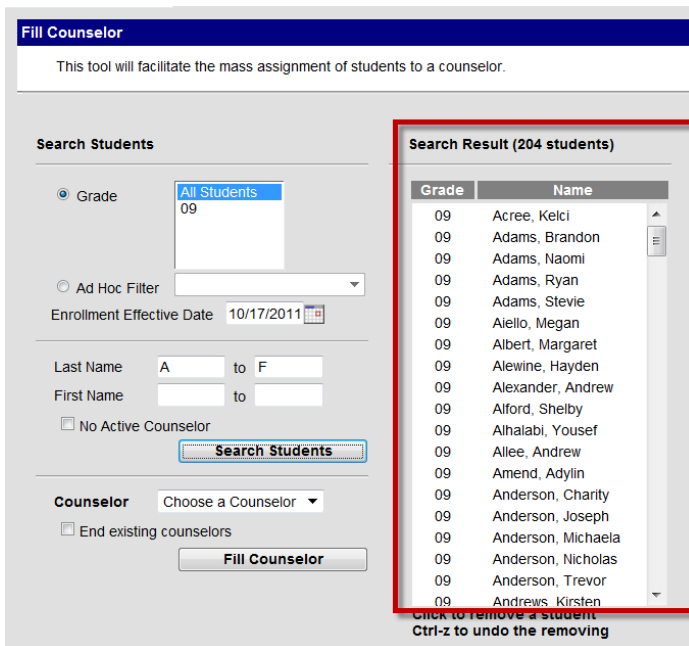 Fill Counselor
This tool will facilitate the mass assignment of students to a counselor.
Search Students
Grade
All Students
09
Ad Hoc Filter
Enrollment Effective Date 10/17/2011
Last Name A to F
First Name to
No Active Counselor
Search Students
Counselor Choose a Counselor
End existing counselors
Fill Counselor
Search Result (204 students)
Grade Name
09 Acree, Kelci
09 Adams, Brandon
09 Adams, Naomi
09 Adams, Ryan
09 Adams, Stevie
09 Aiello, Megan
09 Albert, Margaret
09 Alewine, Hayden
09 Alexander, Andrew
09 Alford, Shelby
09 Alhalabi, Yousef
09 Allee, Andrew
09 Amend, Adylin
09 Anderson, Charity
09 Anderson, Joseph
09 Anderson, Michaela
09 Anderson, Nicholas
09 Anderson, Trevor
09 Andrews, Kirsten
Click to remove a student
Ctrl-z to undo the removing